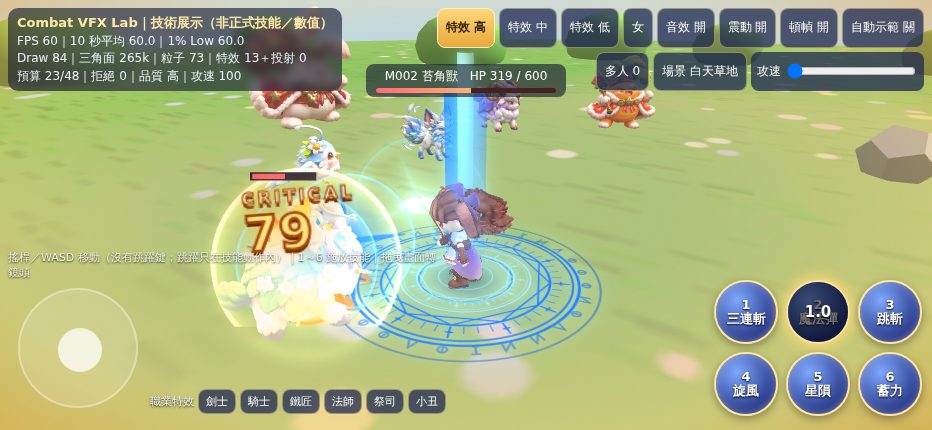 Combat VFX Lab｜技術展示（非正式技能／數值）
FPS 60｜10 秒平均 60.0｜1% Low 60.0
Draw 84｜三角面 265k｜粒子 73｜特效 13＋投射 0
預算 23/48｜拒絕 0｜品質 高｜攻速 100
特效 高
特效 中
特效 低
女
音效 開
震動 開
頓幀 開
自動示範 關
M002 苔角獸 HP 319 / 600
多人 0
場景 白天草地
攻速
CRITICAL
79
搖桿／WASD 移動（沒有跳躍鍵；跳躍只在技能動作內）｜1～6 施放技能｜拖曳畫面轉
鏡頭
1
三連斬
2
魔法彈
1.0
3
跳斬
4
旋風
5
星隕
6
蓄力
職業特效
劍士
騎士
鐵匠
法師
祭司
小丑